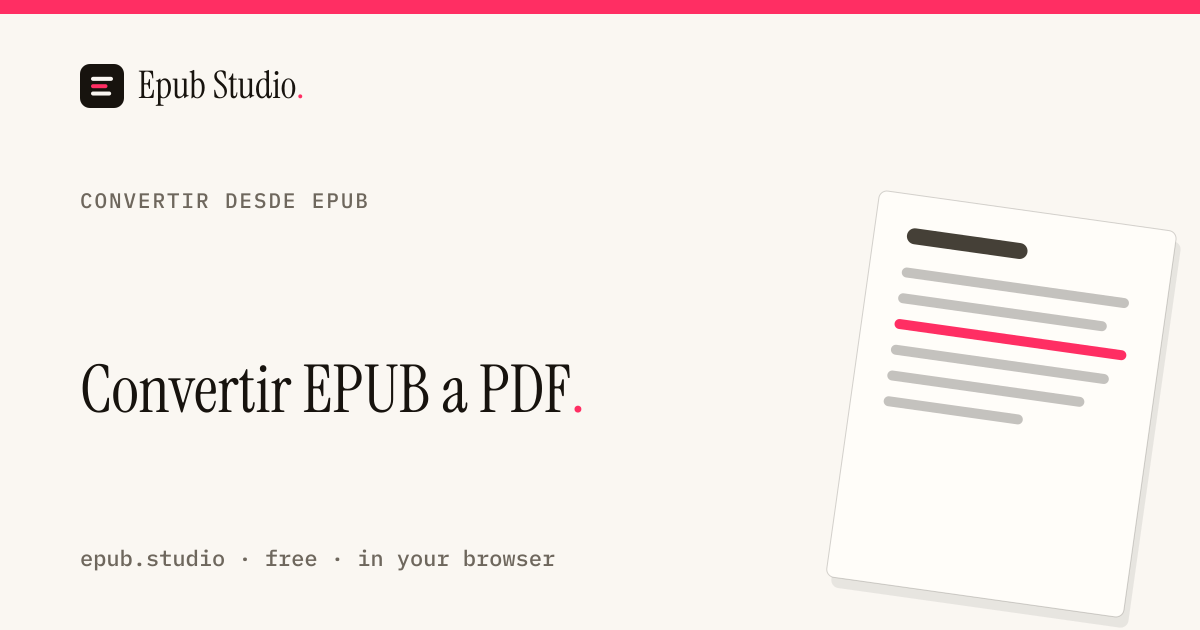 Epub Studio.
CONVERTIR DESDE EPUB
Convertir EPUB a PDF.
epub.studio · free · in your browser